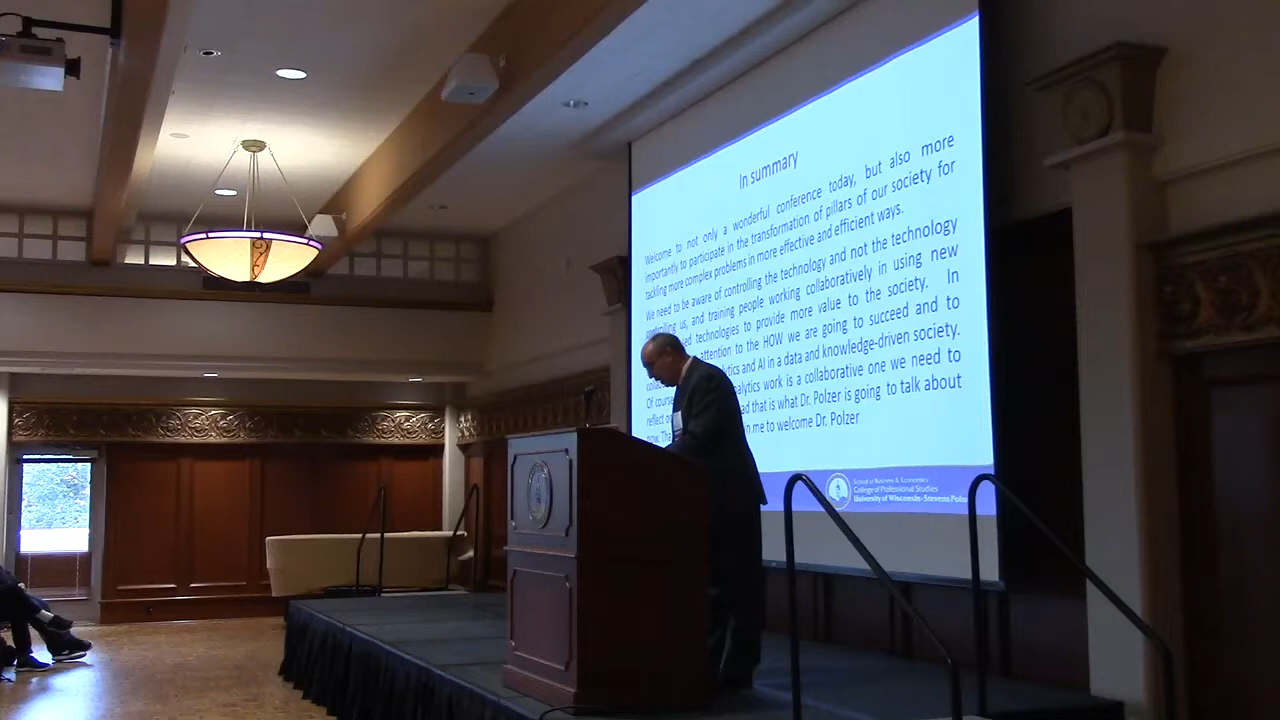 In summary
Welcome to not only a wonderful conference today, but also more
importantly to participate in the transformation of pillars of our society for
tackling more complex problems in more effective and efficient ways.
We need to be aware of controlling the technology and not the technology
controlling us, and training people working collaboratively in using new
technologies to provide more value to the society. In
attention to the HOW we are going to succeed and to
and AI in a data and knowledge-driven society.
Of course work is a collaborative one we need to
reflect that is what Dr. Polzer is going to talk about
now. me to welcome Dr. Polzer
School of Business & Economics
College of Professional Studies
University of Wisconsin-Stevens